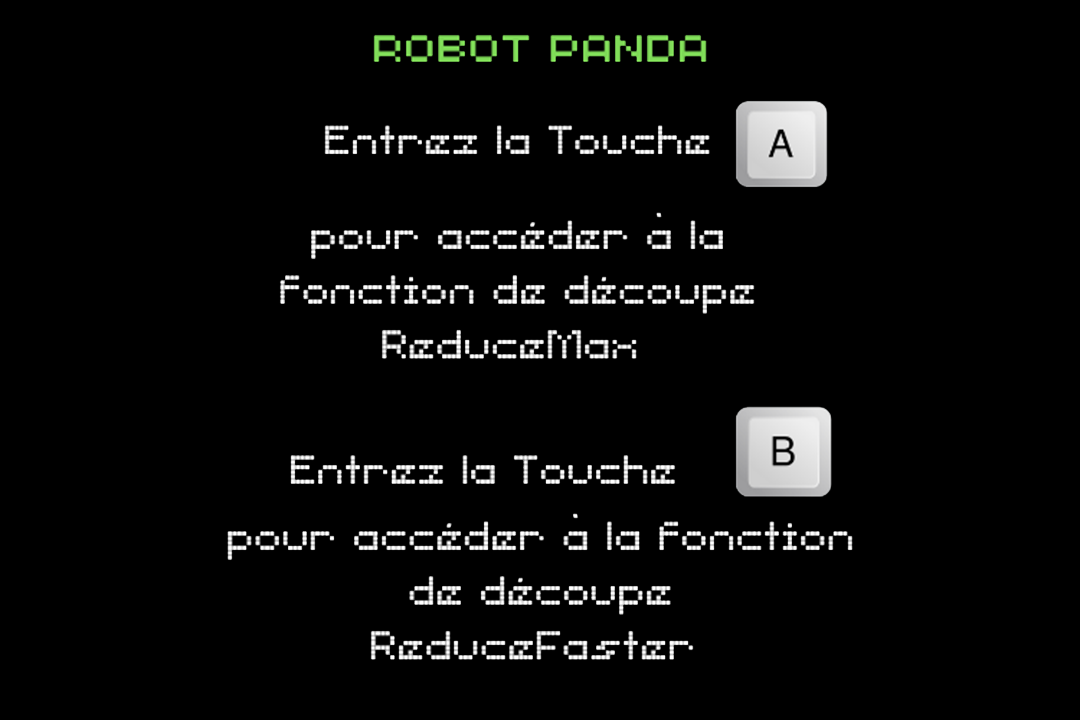 ROBOT PANDA
Entrez la Touche A
pour accéder à la
fonction de découpe
ReduceMax
Entrez la Touche B
pour accéder à la fonction
de découpe
ReduceFaster